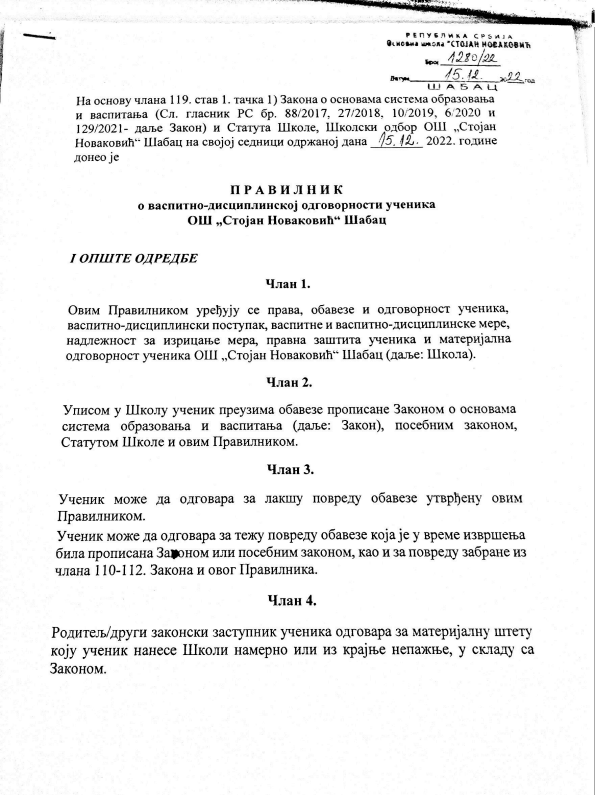 РЕПУБЛИКА СРБИЈА
Основна школа "СТОЈАН НОВАКОВИЋ
Број 1280/22
Датум 15.12. 2022 год
ШАБАЦ
На основу члана 119. став 1. тачка 1) Закона о основама система образовања
и васпитања (Сл. гласник РС бр. 88/2017, 27/2018, 10/2019, 6/2020 и
129/2021- даље Закон) и Статута Школе, Школски одбор ОШ „Стојан
Новаковић“ Шабац на својој седници одржаној дана 15.12. 2022. године
донео је
П Р А В И Л Н И К
о васпитно-дисциплинској одговорности ученика
ОШ „Стојан Новаковић“ Шабац
I ОПШТЕ ОДРЕДБЕ
Члан 1.
Овим Правилником уређују се права, обавезе и одговорност ученика,
васпитно-дисциплински поступак, васпитне и васпитно-дисциплинске мере,
надлежност за изрицање мера, правна заштита ученика и материјална
одговорност ученика ОШ „Стојан Новаковић“ Шабац (даље: Школа).
Члан 2.
Уписом у Школу ученик преузима обавезе прописане Законом о основама
система образовања и васпитања (даље: Закон), посебним законом,
Статутом Школе и овим Правилником.
Члан 3.
Ученик може да одговара за лакшу повреду обавезе утврђену овим
Правилником.
Ученик може да одговара за тежу повреду обавезе која је у време извршења
била прописана Законом или посебним законом, као и за повреду забране из
члана 110-112. Закона и овог Правилника.
Члан 4.
Родитељ/други законски заступник ученика одговара за материјалну штету
коју ученик нанесе Школи намерно или из крајње непажње, у складу са
Законом.